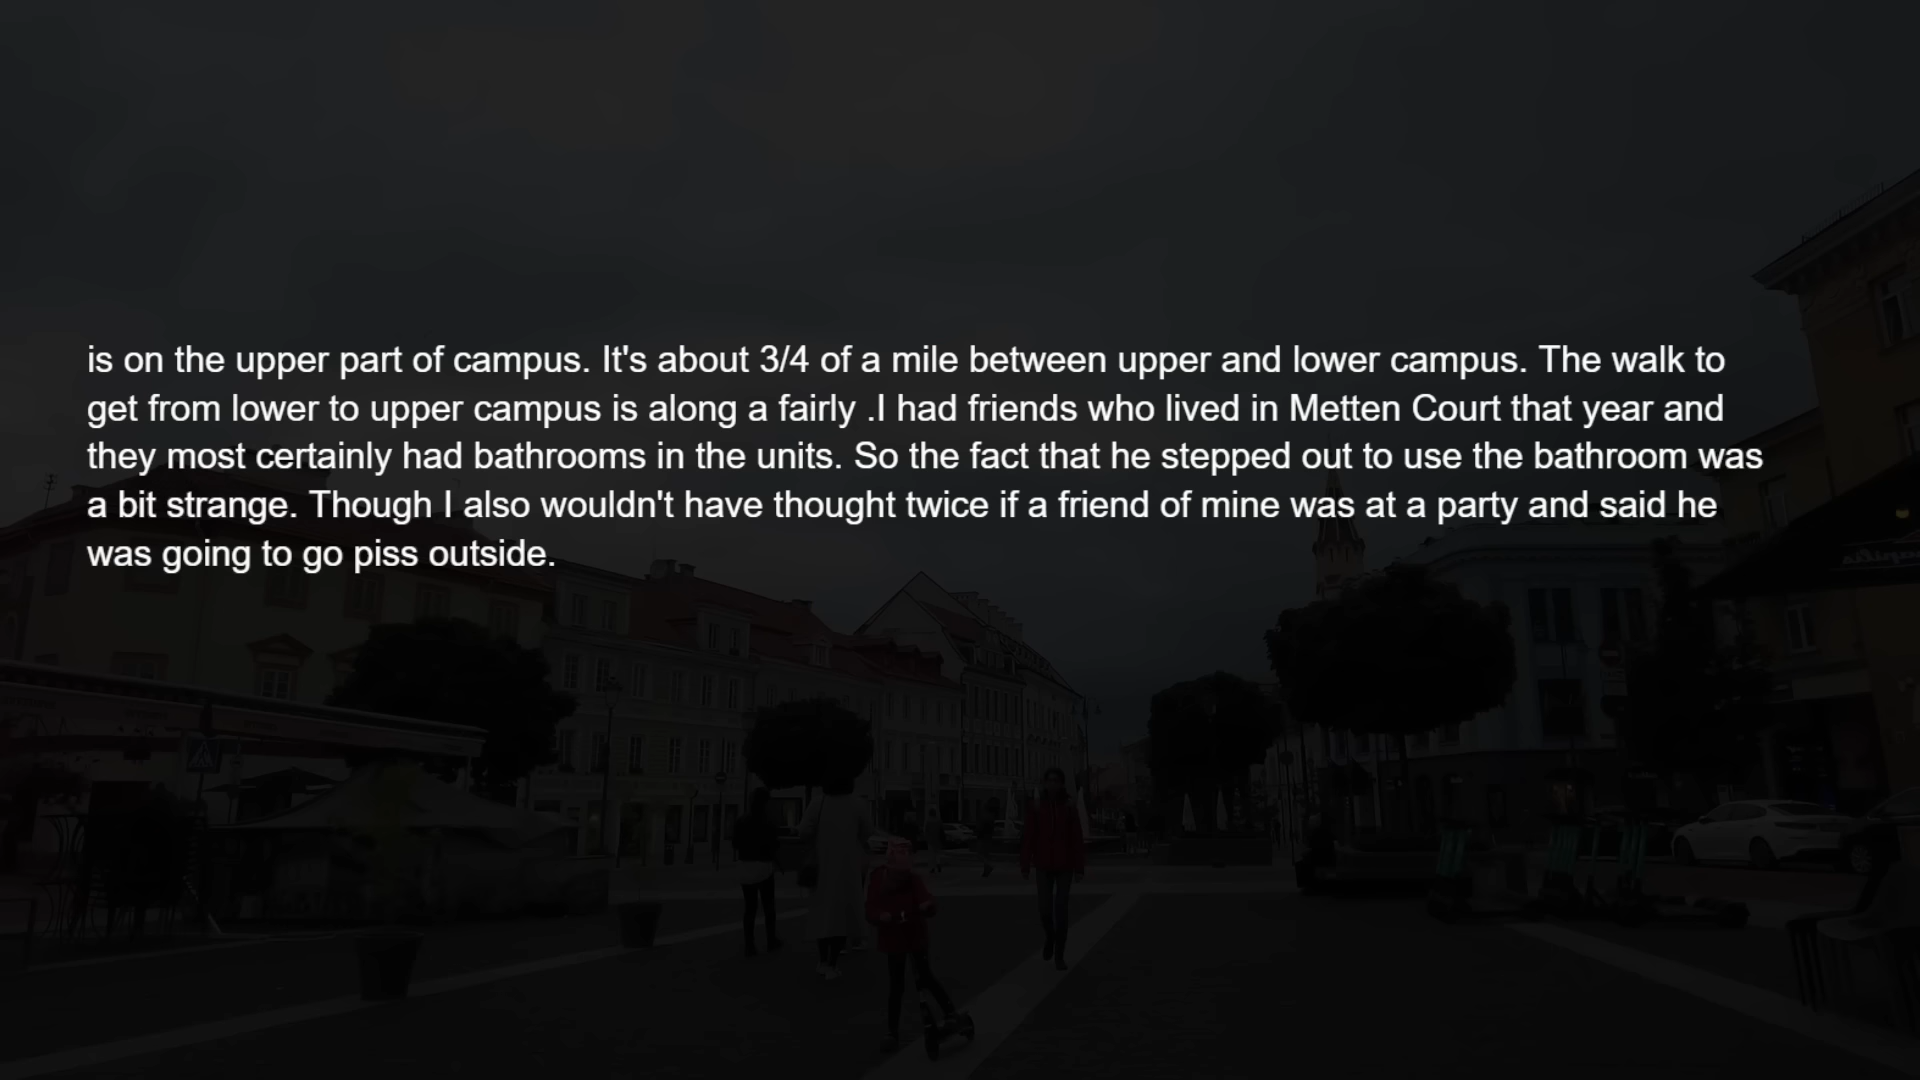 is on the upper part of campus. It's about 3/4 of a mile between upper and lower campus. The walk to
get from lower to upper campus is along a fairly .I had friends who lived in Metten Court that year and
they most certainly had bathrooms in the units. So the fact that he stepped out to use the bathroom was
a bit strange. Though I also wouldn't have thought twice if a friend of mine was at a party and said he
was going to go piss outside.